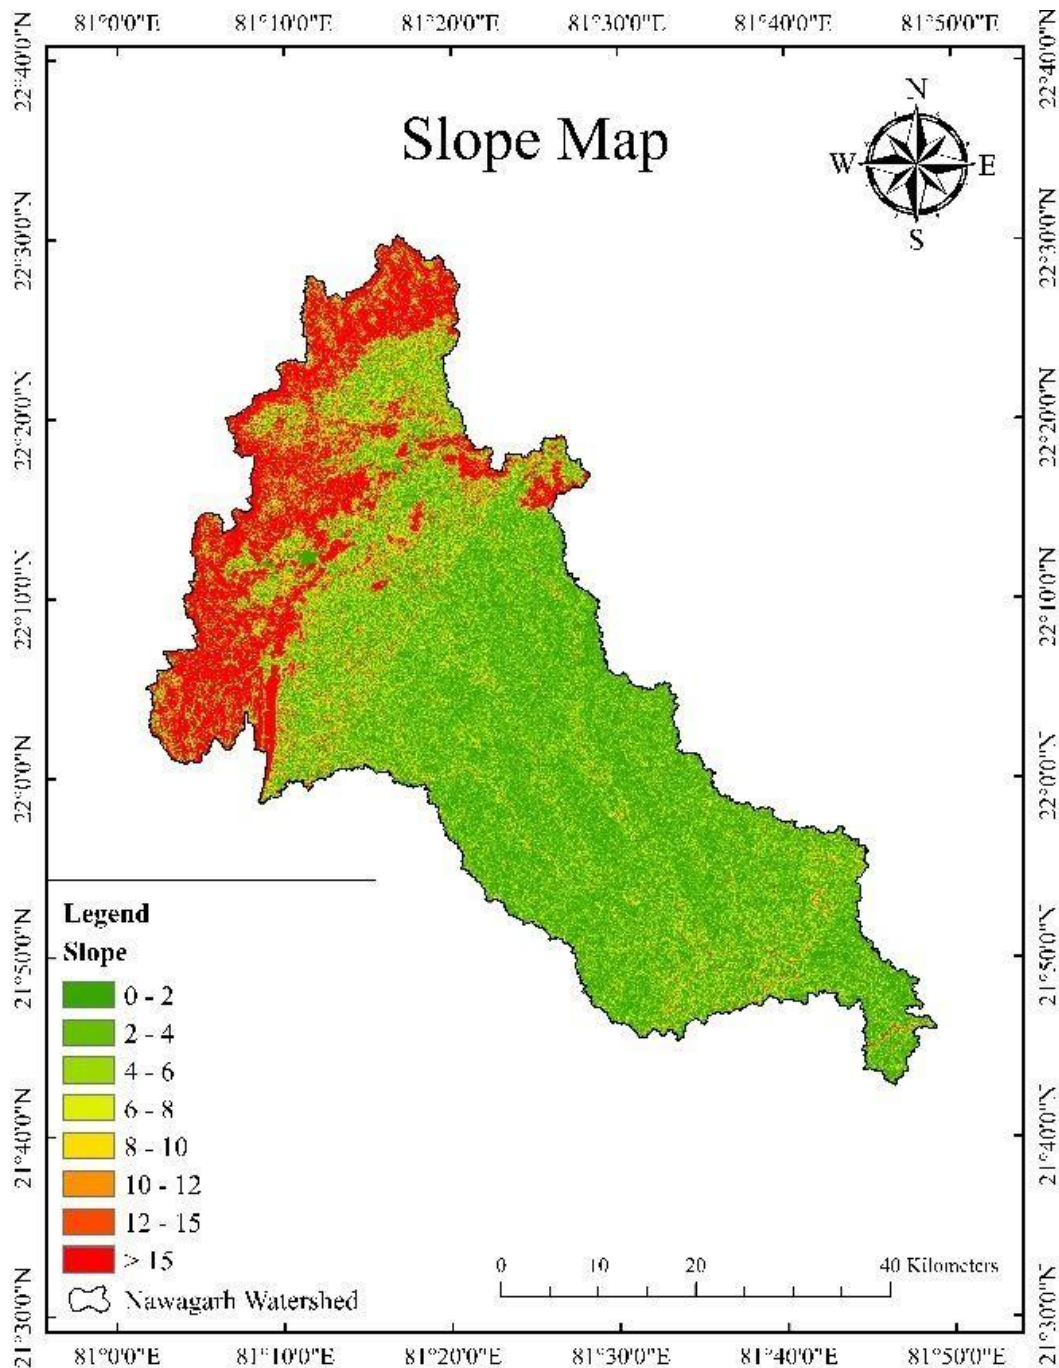 81°0'0"E 81°10'0"E 81°20'0"E 81°30'0"E 81°40'0"E 81°50'0"E
22°40'0"N 22°40'0"N
Slope Map
N
W E
S
22°30'0"N 22°30'0"N
22°20'0"N 22°20'0"N
22°10'0"N 22°10'0"N
22°0'0"N 22°0'0"N
21°50'0"N 21°50'0"N
21°40'0"N 21°40'0"N
21°30'0"N 21°30'0"N
Legend
Slope
0 - 2
2 - 4
4 - 6
6 - 8
8 - 10
10 - 12
12 - 15
> 15
Nawagarh Watershed
0 10 20 40 Kilometers
81°0'0"E 81°10'0"E 81°20'0"E 81°30'0"E 81°40'0"E 81°50'0"E